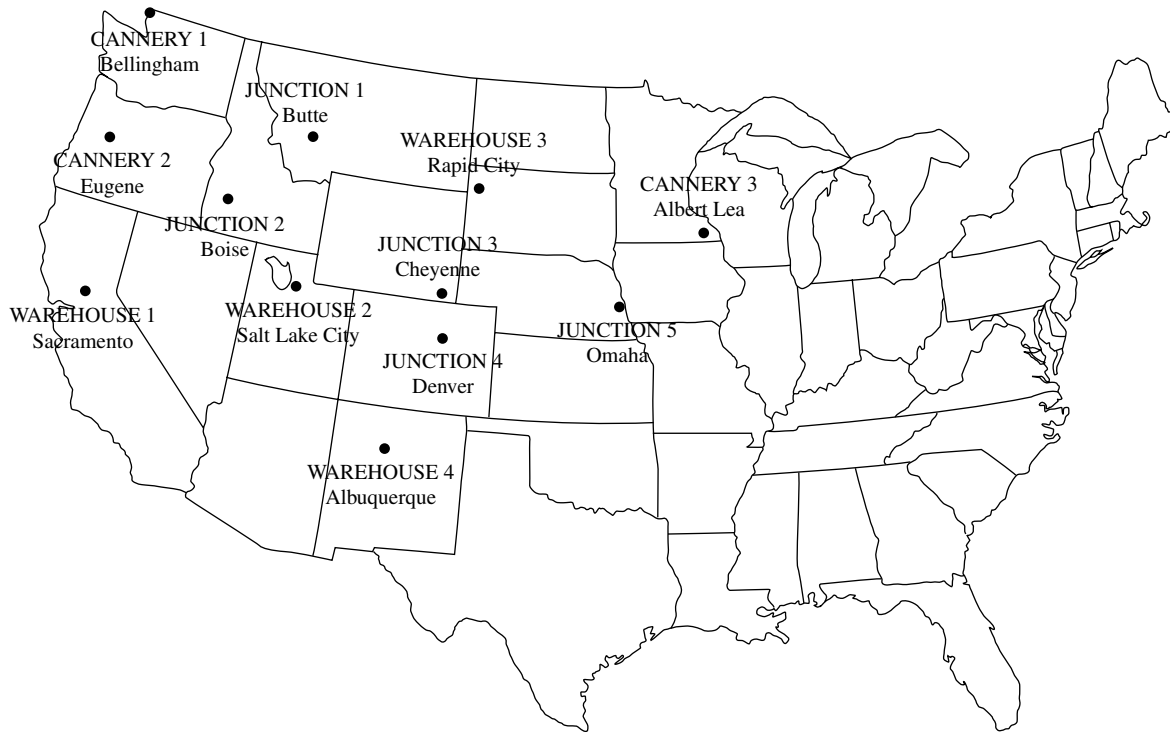 CANNERY 1
Bellingham
JUNCTION 1
Butte
WAREHOUSE 3
Rapid City
CANNERY 2
Eugene
CANNERY 3
Albert Lea
JUNCTION 2
Boise
JUNCTION 3
Cheyenne
WAREHOUSE 1
Sacramento
WAREHOUSE 2
Salt Lake City
JUNCTION 5
Omaha
JUNCTION 4
Denver
WAREHOUSE 4
Albuquerque